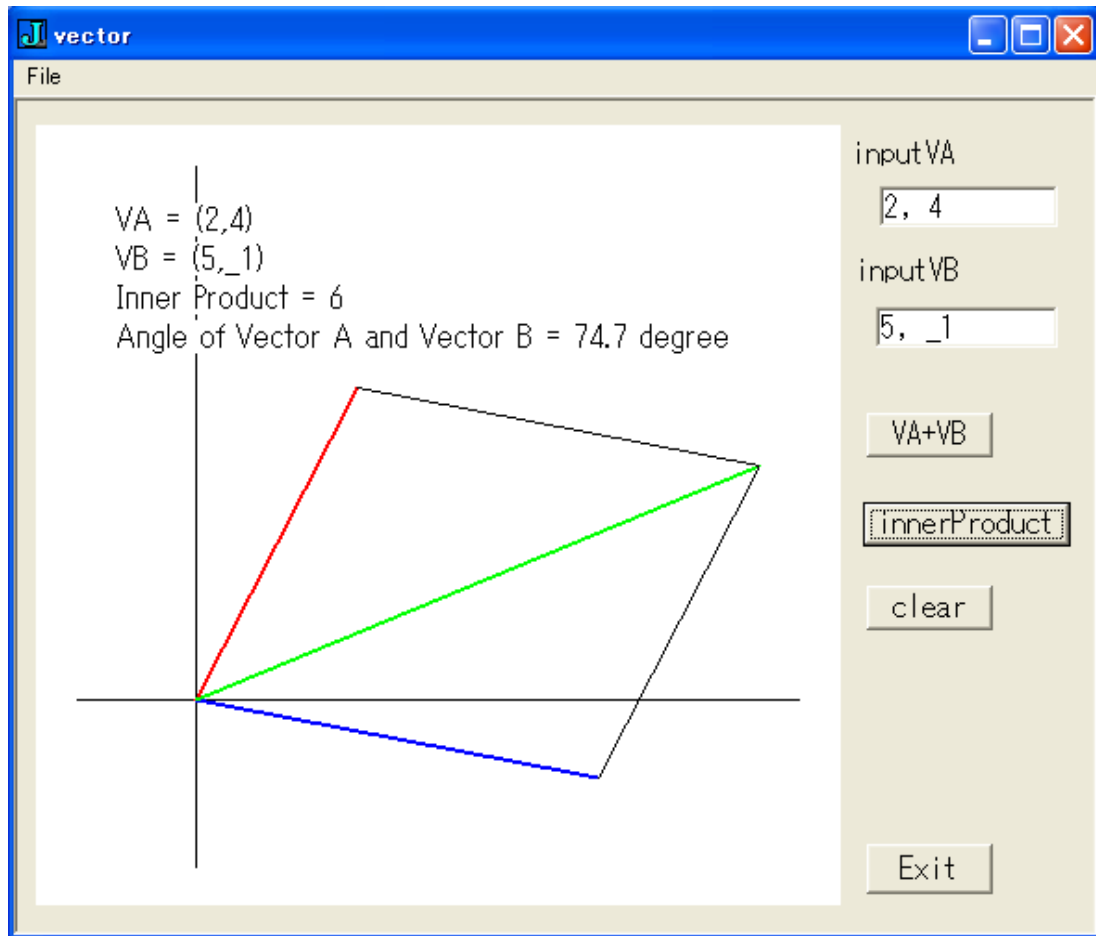 vector
File
VA = (2,4)
VB = (5,_1)
Inner Product = 6
Angle of Vector A and Vector B = 74.7 degree
inputVA
2, 4
inputVB
5, _1
VA+VB
innerProduct
clear
Exit